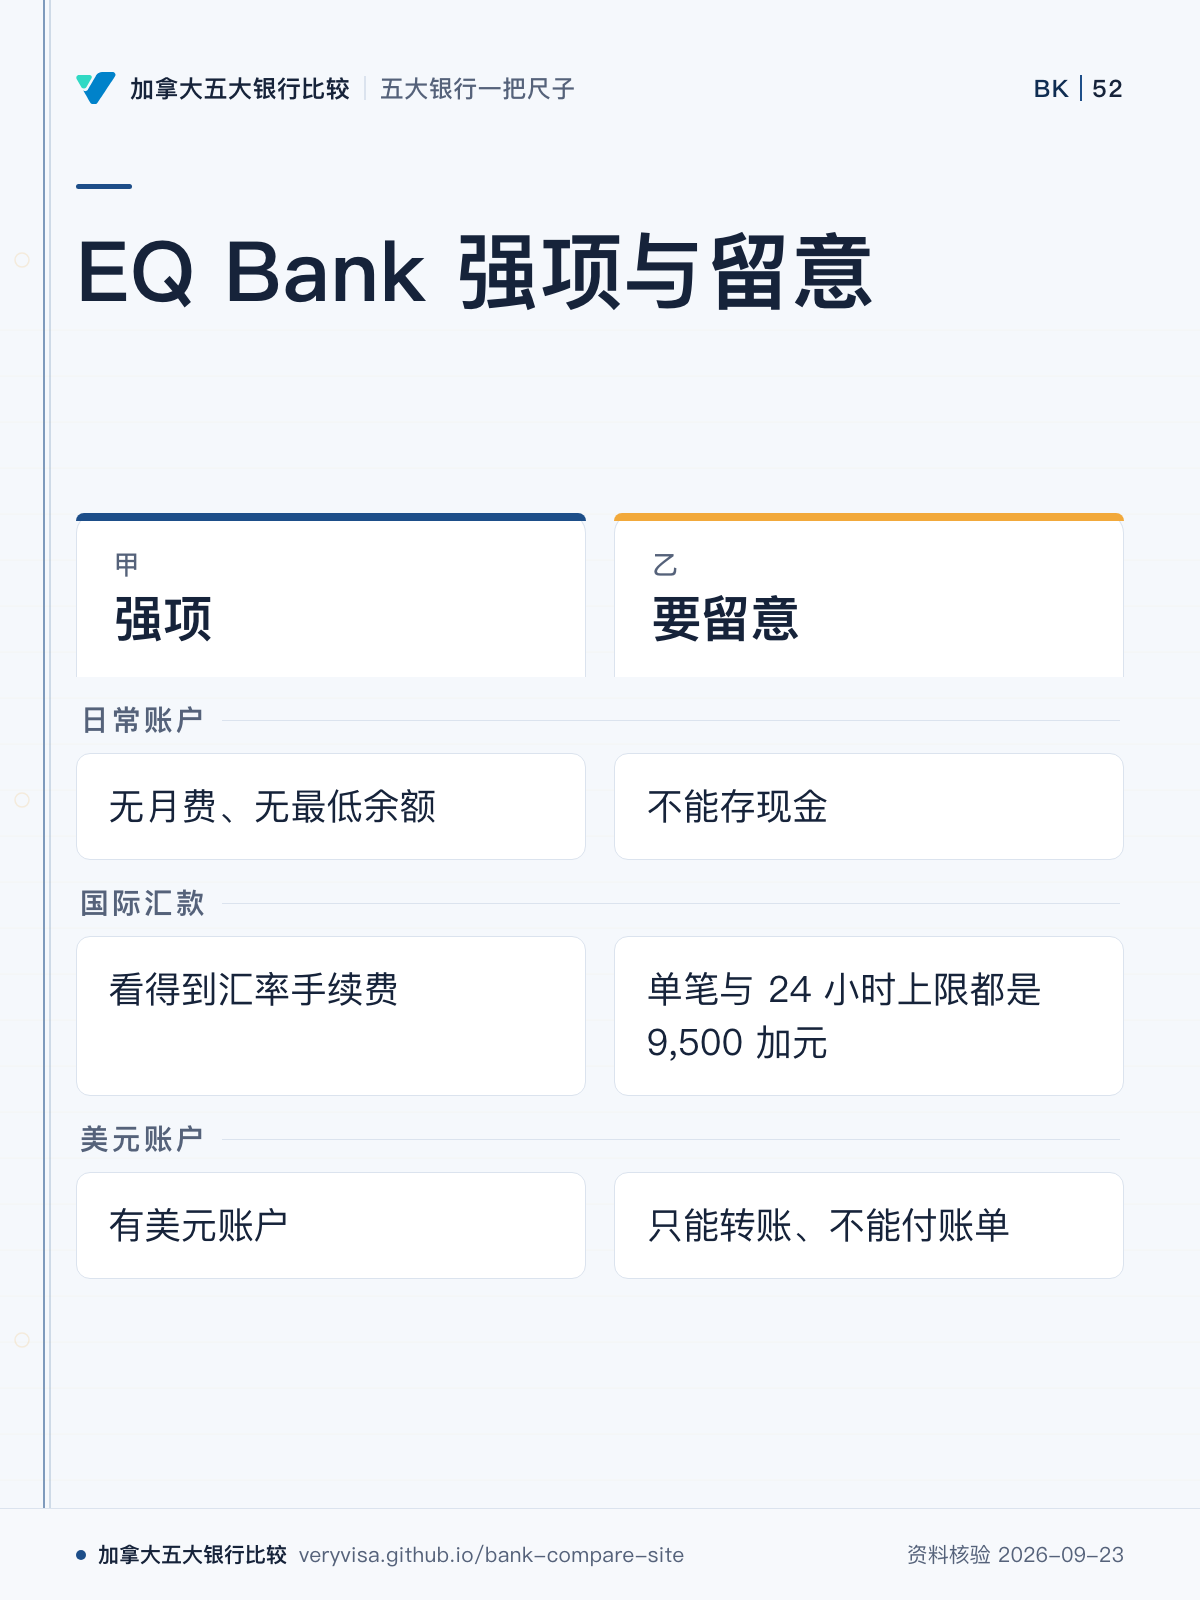 加拿大五大银行比较 五大银行一把尺子
BK 52
EQ Bank 强项与留意
甲
强项
乙
要留意
日常账户
无月费、无最低余额
不能存现金
国际汇款
看得到汇率手续费
单笔与 24 小时上限都是
9,500 加元
美元账户
有美元账户
只能转账、不能付账单
加拿大五大银行比较 veryvisa.github.io/bank-compare-site
资料核验 2026-09-23